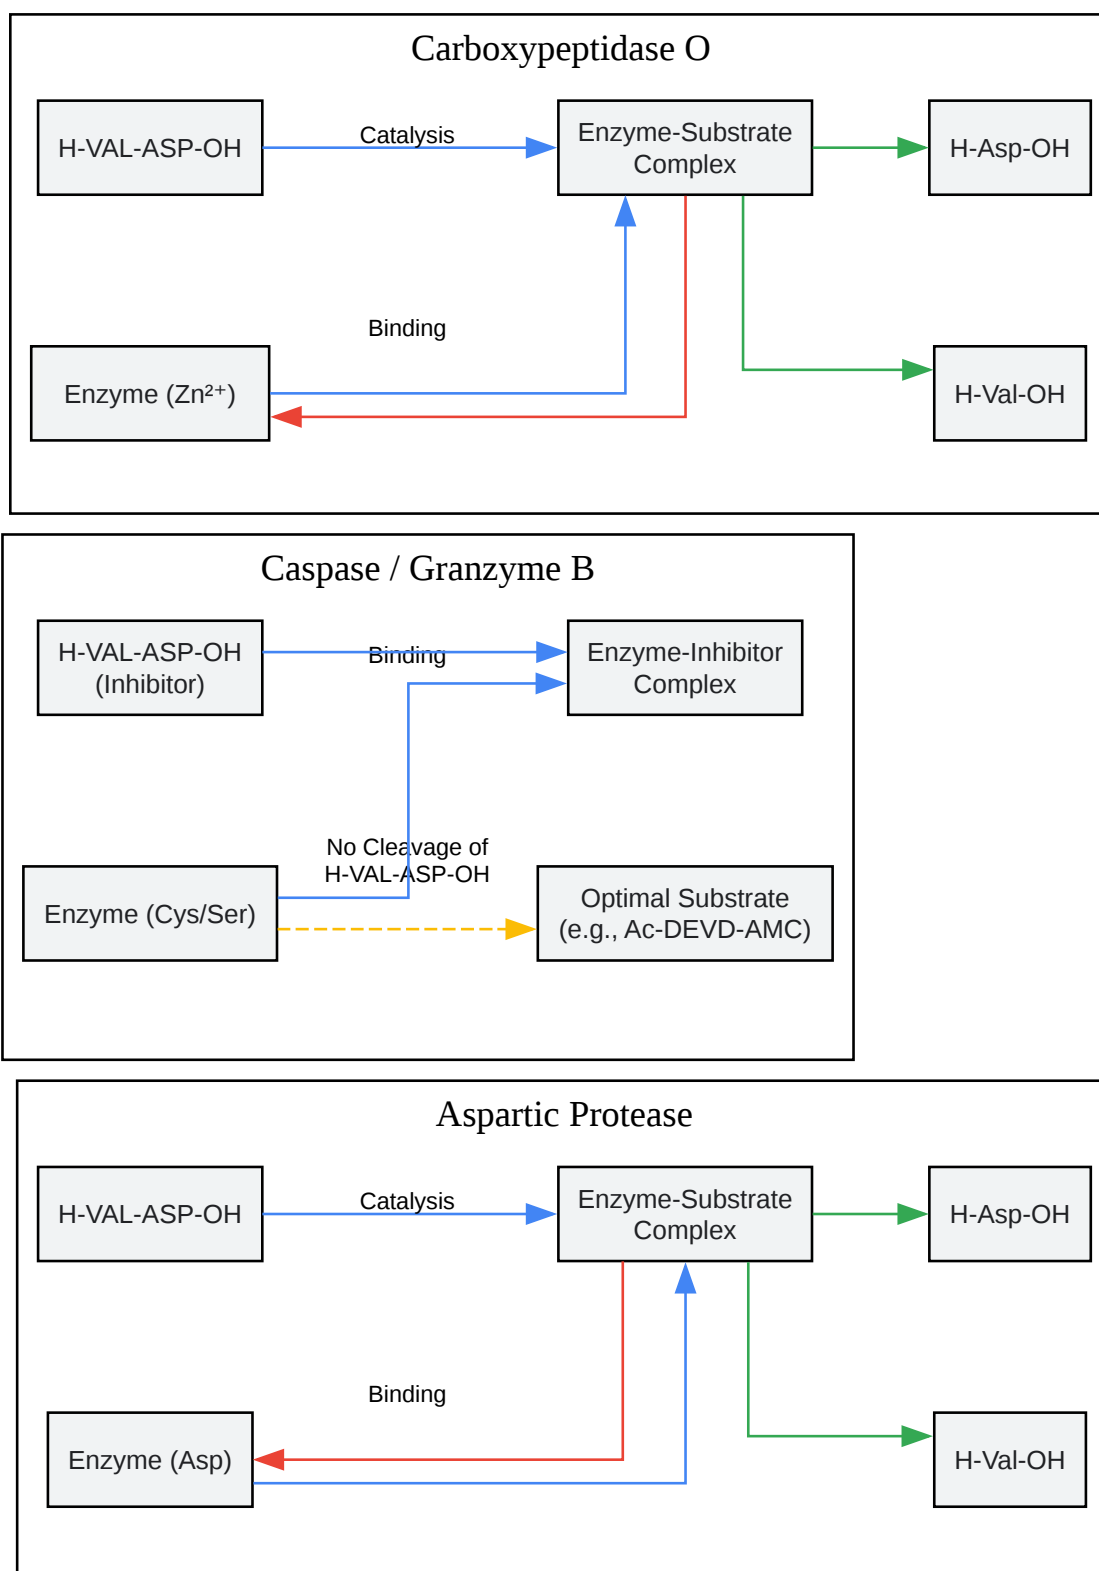 Carboxypeptidase O
H-VAL-ASP-OH
Catalysis
Enzyme-Substrate
Complex
H-Asp-OH
Binding
Enzyme (Zn²⁺)
H-Val-OH
Caspase / Granzyme B
H-VAL-ASP-OH
(Inhibitor)
Binding
Enzyme-Inhibitor
Complex
No Cleavage of
H-VAL-ASP-OH
Enzyme (Cys/Ser)
Optimal Substrate
(e.g., Ac-DEVD-AMC)
Aspartic Protease
H-VAL-ASP-OH
Catalysis
Enzyme-Substrate
Complex
H-Asp-OH
Binding
Enzyme (Asp)
H-Val-OH